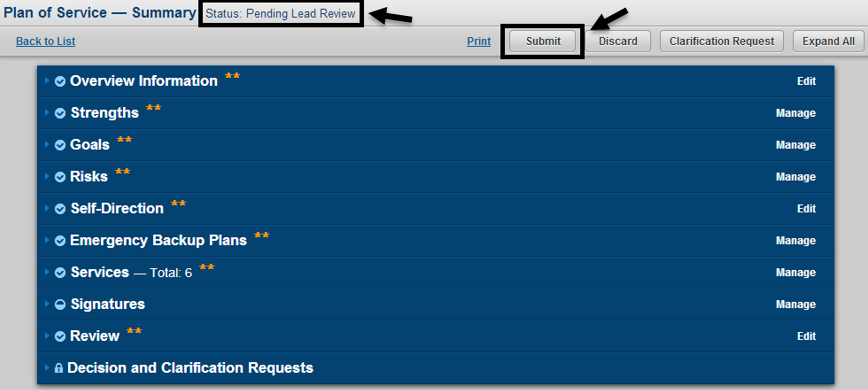 Plan of Service — Summary Status: Pending Lead Review
Back to List Print Submit Discard Clarification Request Expand All
Overview Information ** Edit
Strengths ** Manage
Goals ** Manage
Risks ** Manage
Self-Direction ** Edit
Emergency Backup Plans ** Manage
Services — Total: 6 ** Manage
Signatures Manage
Review ** Edit
Decision and Clarification Requests